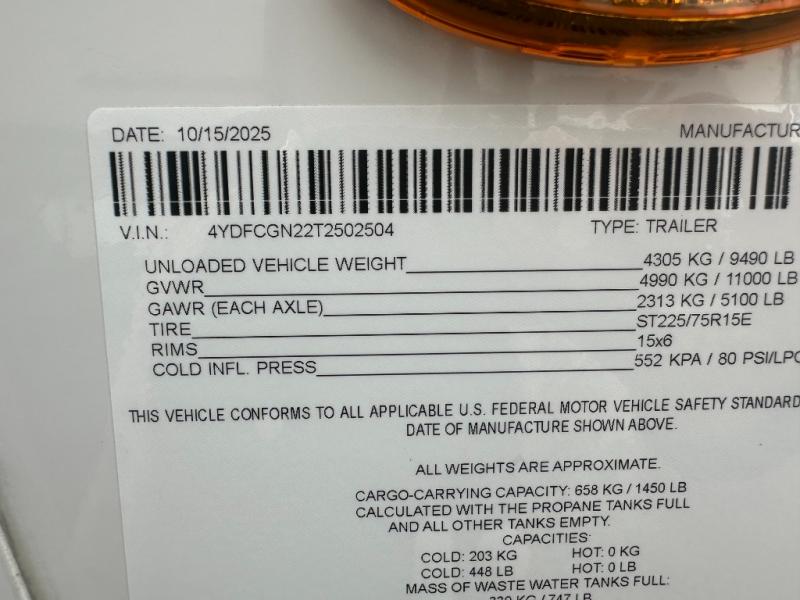 DATE: 10/15/2025 MANUFACTUR
V.I.N.: 4YDFCGN22T2502504 TYPE: TRAILER
UNLOADED VEHICLE WEIGHT 4305 KG / 9490 LB
GVWR 4990 KG / 11000 LB
GAWR (EACH AXLE) 2313 KG / 5100 LB
TIRE ST225/75R15E
RIMS 15x6
COLD INFL. PRESS 552 KPA / 80 PSI/LPC
THIS VEHICLE CONFORMS TO ALL APPLICABLE U.S. FEDERAL MOTOR VEHICLE SAFETY STANDARD
DATE OF MANUFACTURE SHOWN ABOVE.
ALL WEIGHTS ARE APPROXIMATE.
CARGO-CARRYING CAPACITY: 658 KG / 1450 LB
CALCULATED WITH THE PROPANE TANKS FULL
AND ALL OTHER TANKS EMPTY.
CAPACITIES:
COLD: 203 KG HOT: 0 KG
COLD: 448 LB HOT: 0 LB
MASS OF WASTE WATER TANKS FULL:
339 KG / 747 LB